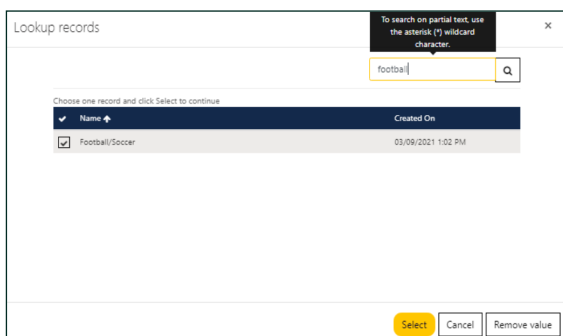 Lookup records
To search on partial text, use
the asterisk (*) wildcard
character.
×
football
Choose one record and click Select to continue
Name Created On
Football/Soccer 03/09/2021 1:02 PM
Select Cancel Remove value